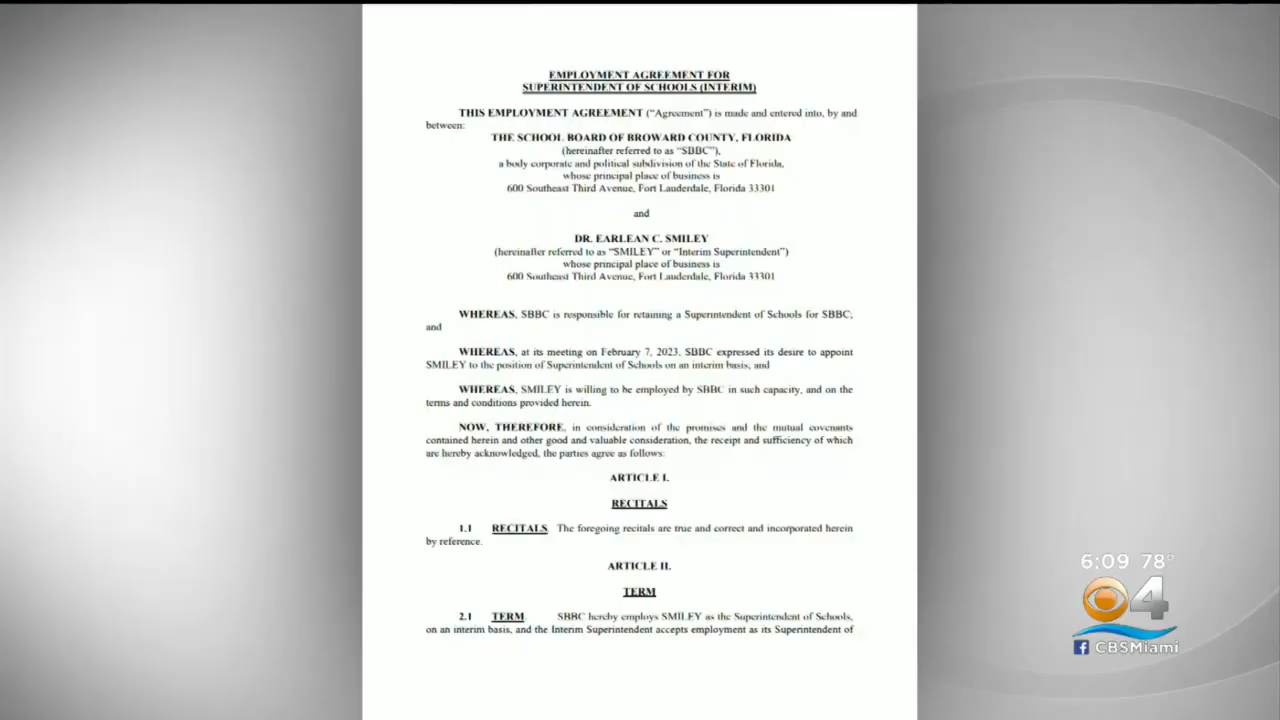 EMPLOYMENT AGREEMENT FOR
SUPERINTENDENT OF SCHOOLS (INTERIM)
THIS EMPLOYMENT AGREEMENT (“Agreement”) is made and entered into, by and
between:
THE SCHOOL BOARD OF BROWARD COUNTY, FLORIDA
(hereinafter referred to as “SBBC”),
a body corporate and political subdivision of the State of Florida,
whose principal place of business is
600 Southeast Third Avenue, Fort Lauderdale, Florida 33301
and
DR. EARLEAN C. SMILEY
(hereinafter referred to as “SMILEY” or “Interim Superintendent”)
whose principal place of business is
600 Southeast Third Avenue, Fort Lauderdale, Florida 33301
WHEREAS, SBBC is responsible for retaining a Superintendent of Schools for SBBC;
and
WHEREAS, at its meeting on February 7, 2023, SBBC expressed its desire to appoint
SMILEY to the position of Superintendent of Schools on an interim basis; and
WHEREAS, SMILEY is willing to be employed by SBBC in such capacity, and on the
terms and conditions provided herein.
NOW, THEREFORE, in consideration of the promises and the mutual covenants
contained herein and other good and valuable consideration, the receipt and sufficiency of which
are hereby acknowledged, the parties agree as follows:
ARTICLE I.
RECITALS
1.1 RECITALS. The foregoing recitals are true and correct and incorporated herein
by reference.
ARTICLE II.
TERM
2.1 TERM. SBBC hereby employs SMILEY as the Superintendent of Schools,
on an interim basis, and the Interim Superintendent accepts employment as its Superintendent of
6:09 78°
4
CBSMiami